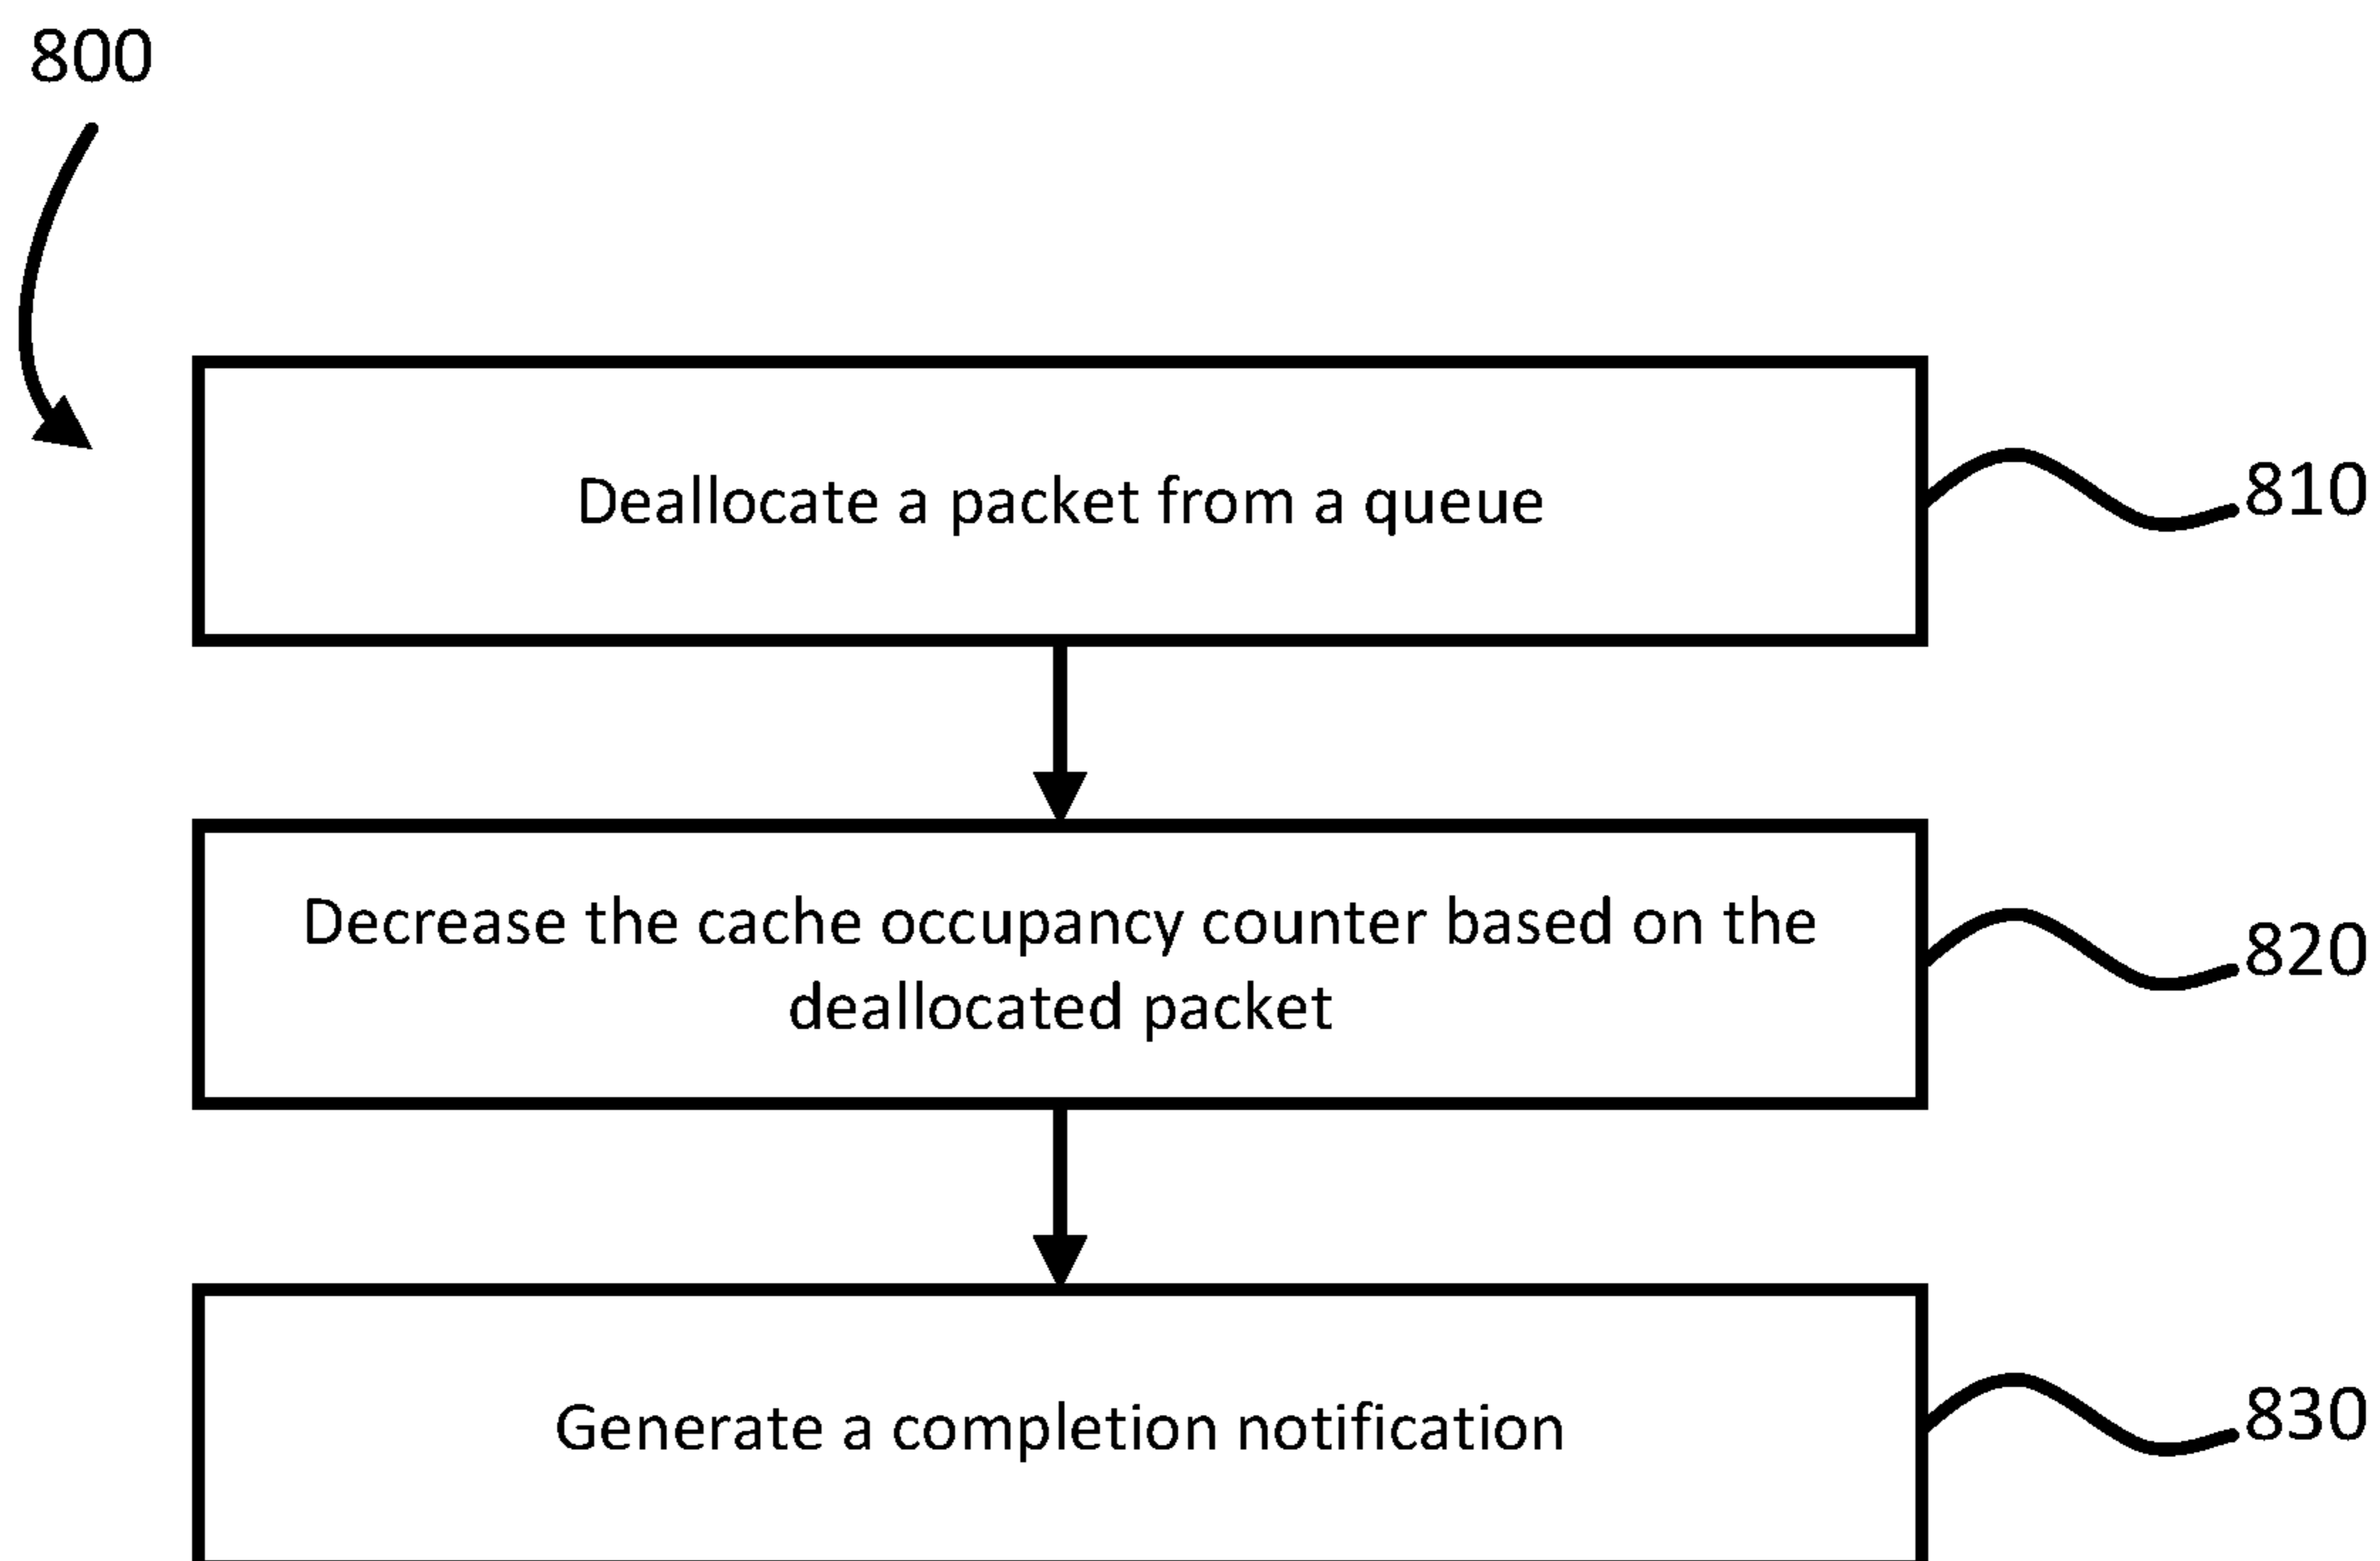 800
Deallocate a packet from a queue
810
Decrease the cache occupancy counter based on the
deallocated packet
820
Generate a completion notification
830